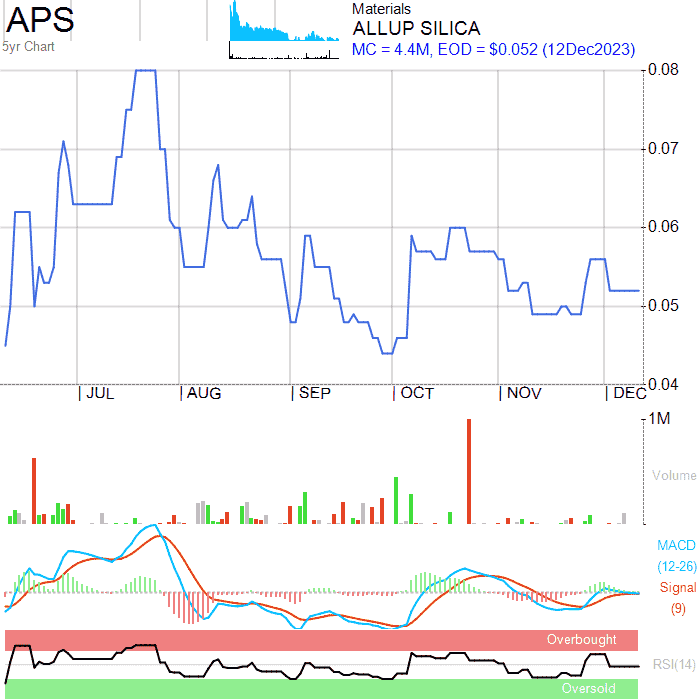 APS
5yr Chart
Materials
ALLUP SILICA
MC = 4.4M, EOD = $0.052 (12Dec2023)
0.08
0.07
0.06
0.05
0.04
JUL
AUG
SEP
OCT
NOV
DEC
1M
Volume
MACD
(12-26)
Signal
(9)
Overbought
RSI(14)
Oversold